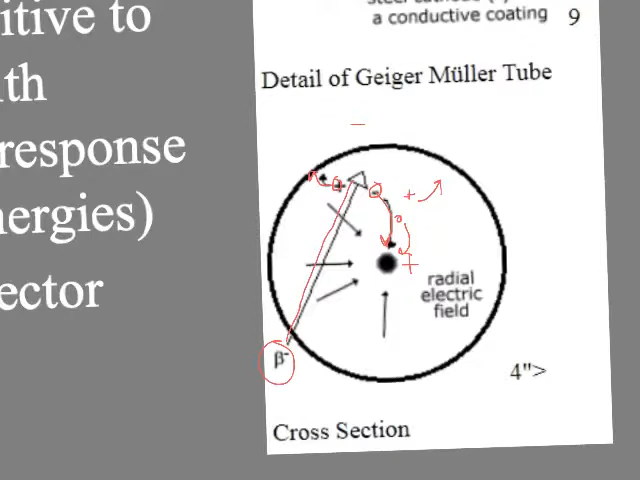 itive to
ith
response
nergies)
ector
a conductive coating 9
Detail of Geiger Müller Tube
−
+
+
radial
electric
field
β-
4">
Cross Section